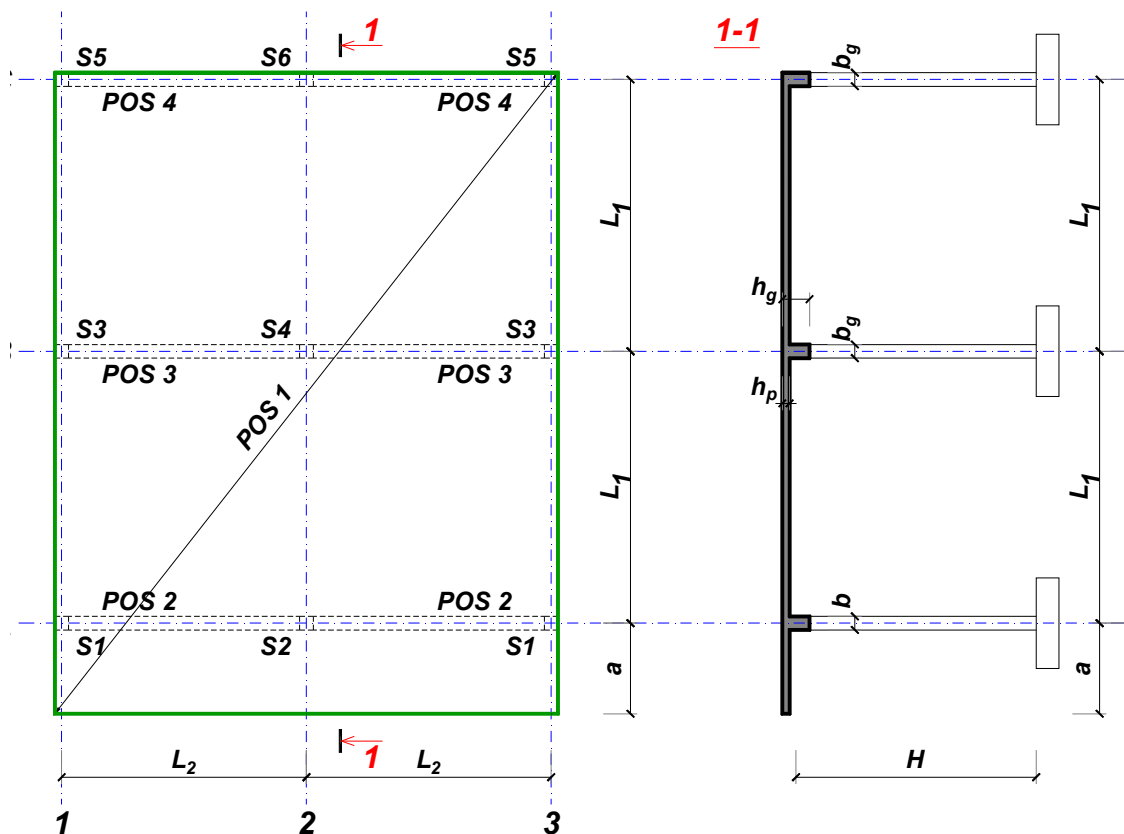 1
1-1
S5 S6 S5
POS 4 POS 4
b_g
L_1 L_1
h_g
b_g
S3 S4 S3
POS 3 POS 3
h_p
POS 1
L_1 L_1
POS 2 POS 2
b
S1 S2 S1
a a
1
L_2 L_2
H
1 2 3